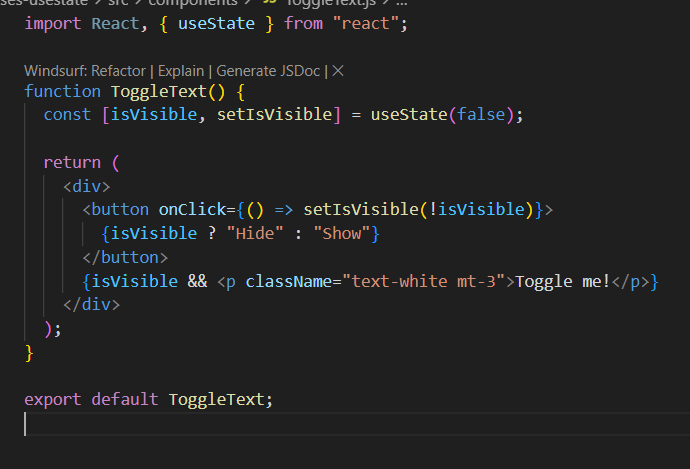 ses-usestate > src > components > JS ToggleText.js > ...
import React, { useState } from "react";
Windsurf: Refactor | Explain | Generate JSDoc | ×
function ToggleText() {
const [isVisible, setIsVisible] = useState(false);
return (
<div>
<button onClick={() => setIsVisible(!isVisible)}>
{isVisible ? "Hide" : "Show"}
</button>
{isVisible && <p className="text-white mt-3">Toggle me!</p>}
</div>
);
}
export default ToggleText;